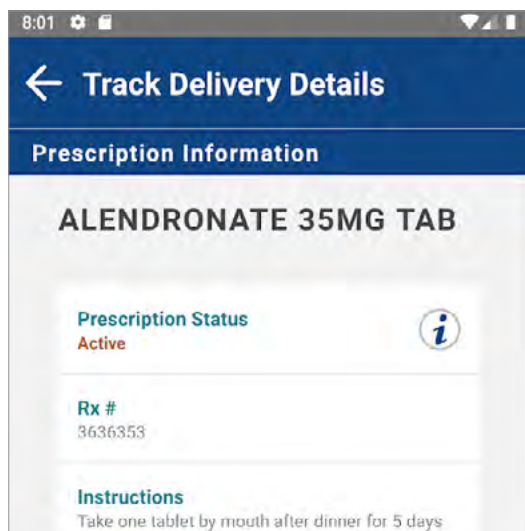 8:01
Track Delivery Details
Prescription Information
ALENDRONATE 35MG TAB
Prescription Status
Active
i
Rx #
3636353
Instructions
Take one tablet by mouth after dinner for 5 days